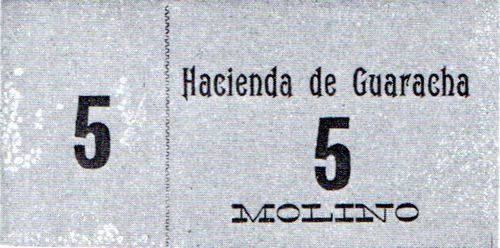 5
Hacienda de Guaracha
5
MOLINO